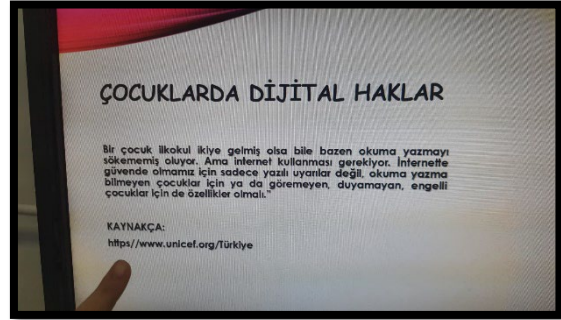 ÇOCUKLARDA DİJİTAL HAKLAR
Bir çocuk ilkokul ikiye gelmiş olsa bile bazen okuma yazmayı
sökememiş oluyor. Ama internet kullanması gerekiyor. İnternette
güvende olmamız için sadece yazılı uyarılar değil, okuma yazma
bilmeyen çocuklar için ya da göremeyen, duyamayan, engelli
çocuklar için de özellikler olmalı."
KAYNAKÇA:
https//www.unicef.org/Türkiye